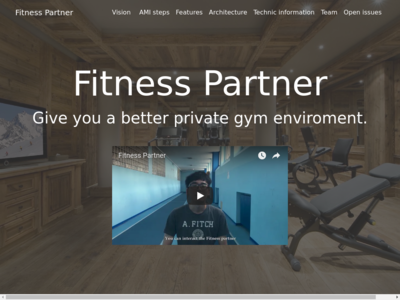 Fitness Partner Vision AMI steps Features Architecture Technic information Team Open issues
Fitness Partner
Give you a better private gym enviroment.
Fitness Partner
A.FITCH